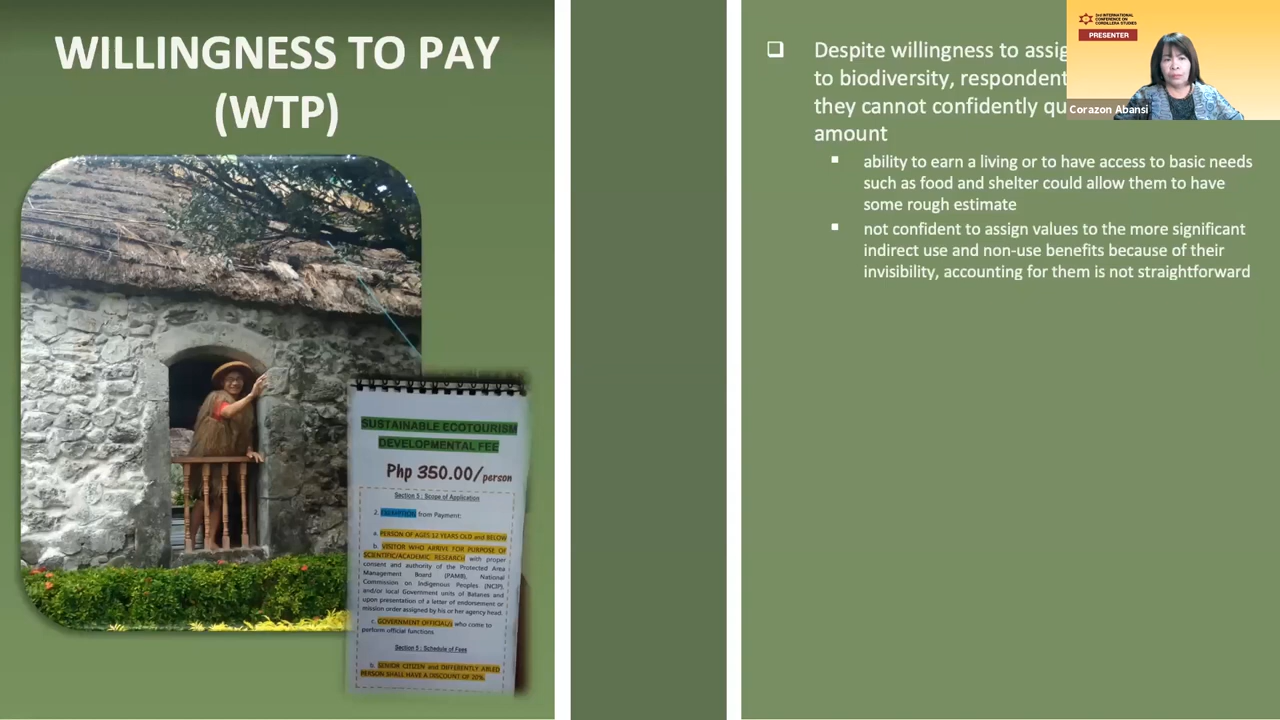 WILLINGNESS TO PAY
(WTP)
SUSTAINABLE ECOTOURISM
DEVELOPMENTAL FEE
Php 350.00/person
Section 5 : Scope of Application
2. EXEMPTION from Payment:
a. PERSON OF AGES 12 YEARS OLD and BELOW
b. VISITOR WHO ARRIVE FOR PURPOSE OF
SCIENTIFIC/ACADEMIC RESEARCH with proper
consent and authority of the Protected Area
Management Board (PAMB), National
Commission on Indigenous Peoples (NCIP)
and/or local Government units of Batanes and
upon presentation of a letter of endorsement or
mission order assigned by his or her agency head.
c. GOVERNMENT OFFICIAL/s who come to
perform official functions.
Section 5 : Schedule of Fees
b. SENIOR CITIZEN and DIFFERENTLY ABLED
PERSON SHALL HAVE A DISCOUNT OF 20%.
❑ Despite willingness to
to biodiversity,
they cannot confidently
amount
▪ ability to earn a living or to have access to basic needs
such as food and shelter could allow them to have
some rough estimate
▪ not confident to assign values to the more significant
indirect use and non-use benefits because of their
invisibility, accounting for them is not straightforward
3rd INTERNATIONAL
CONFERENCE ON
CORDILLERA STUDIES
PRESENTER
Corazon Abansi